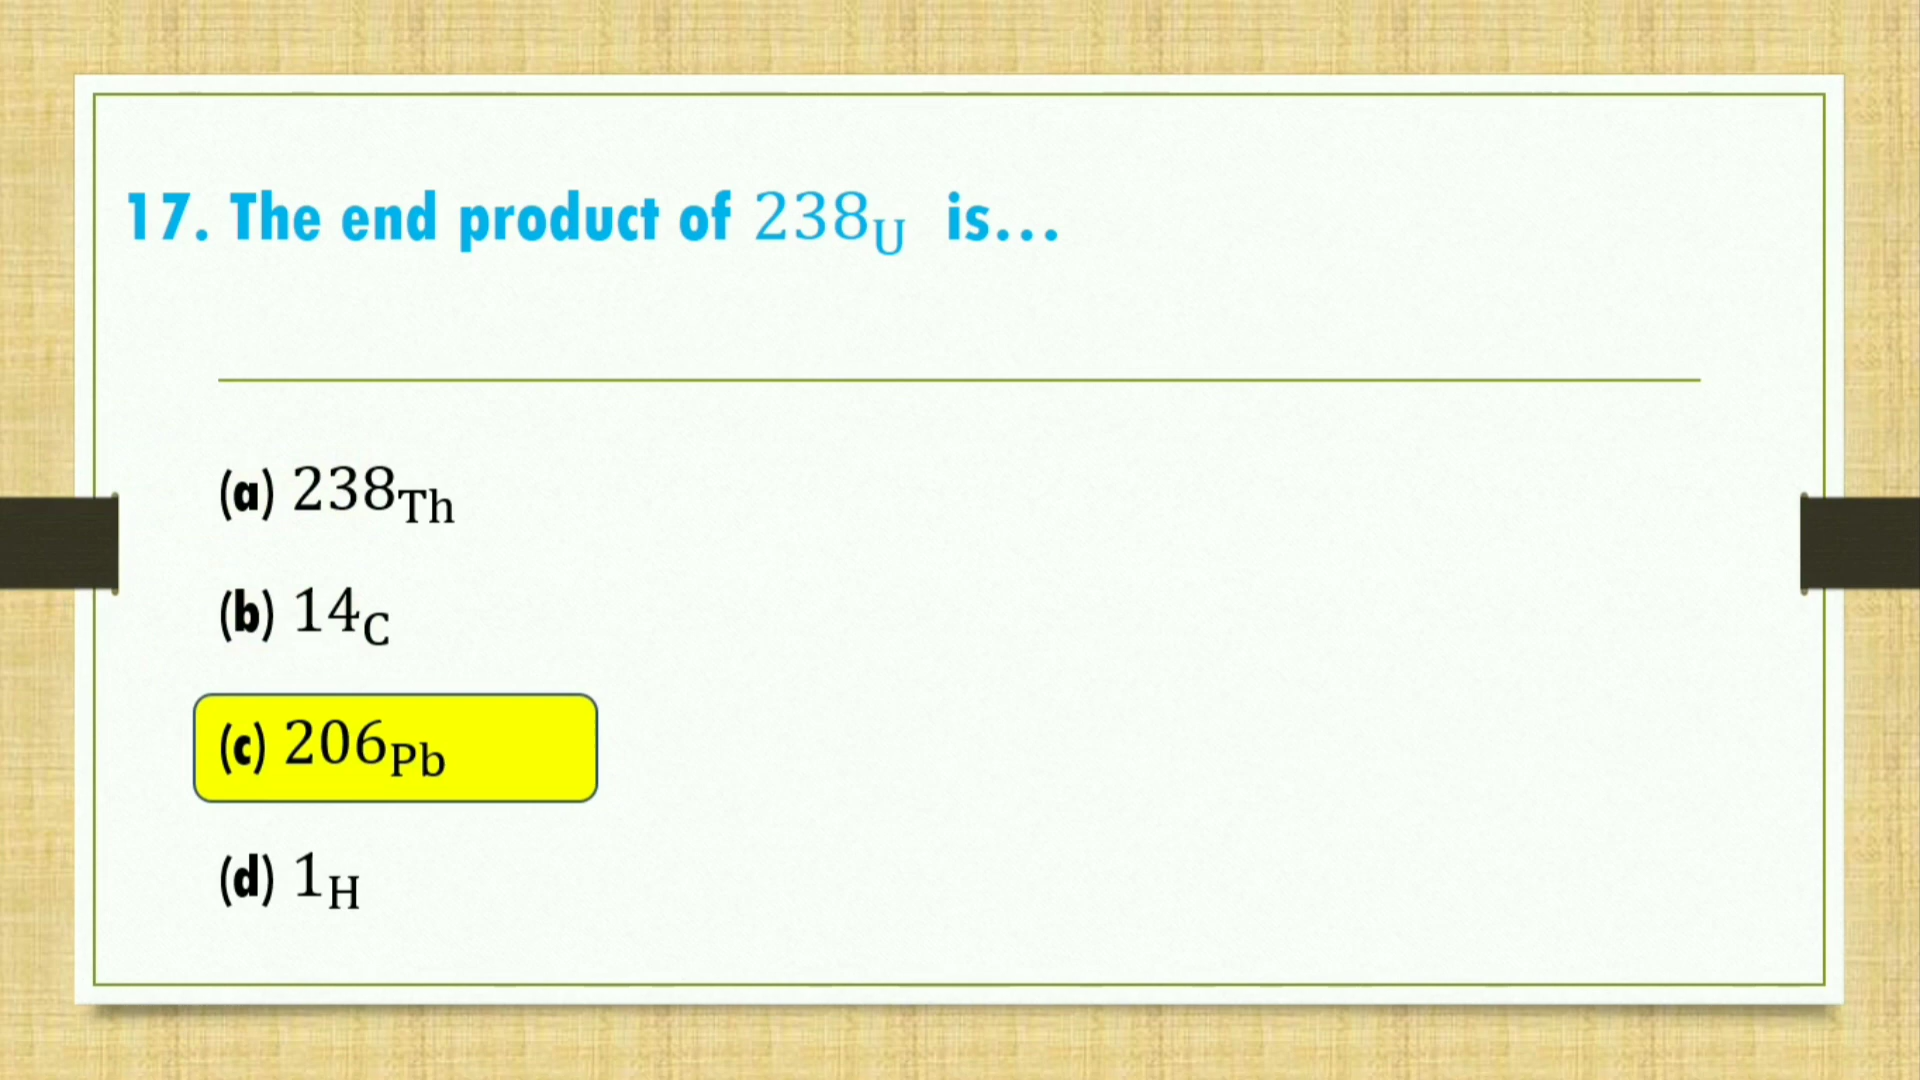 17. The end product of 238U is...
(a) 238Th
(b) 14C
(c) 206Pb
(d) 1H